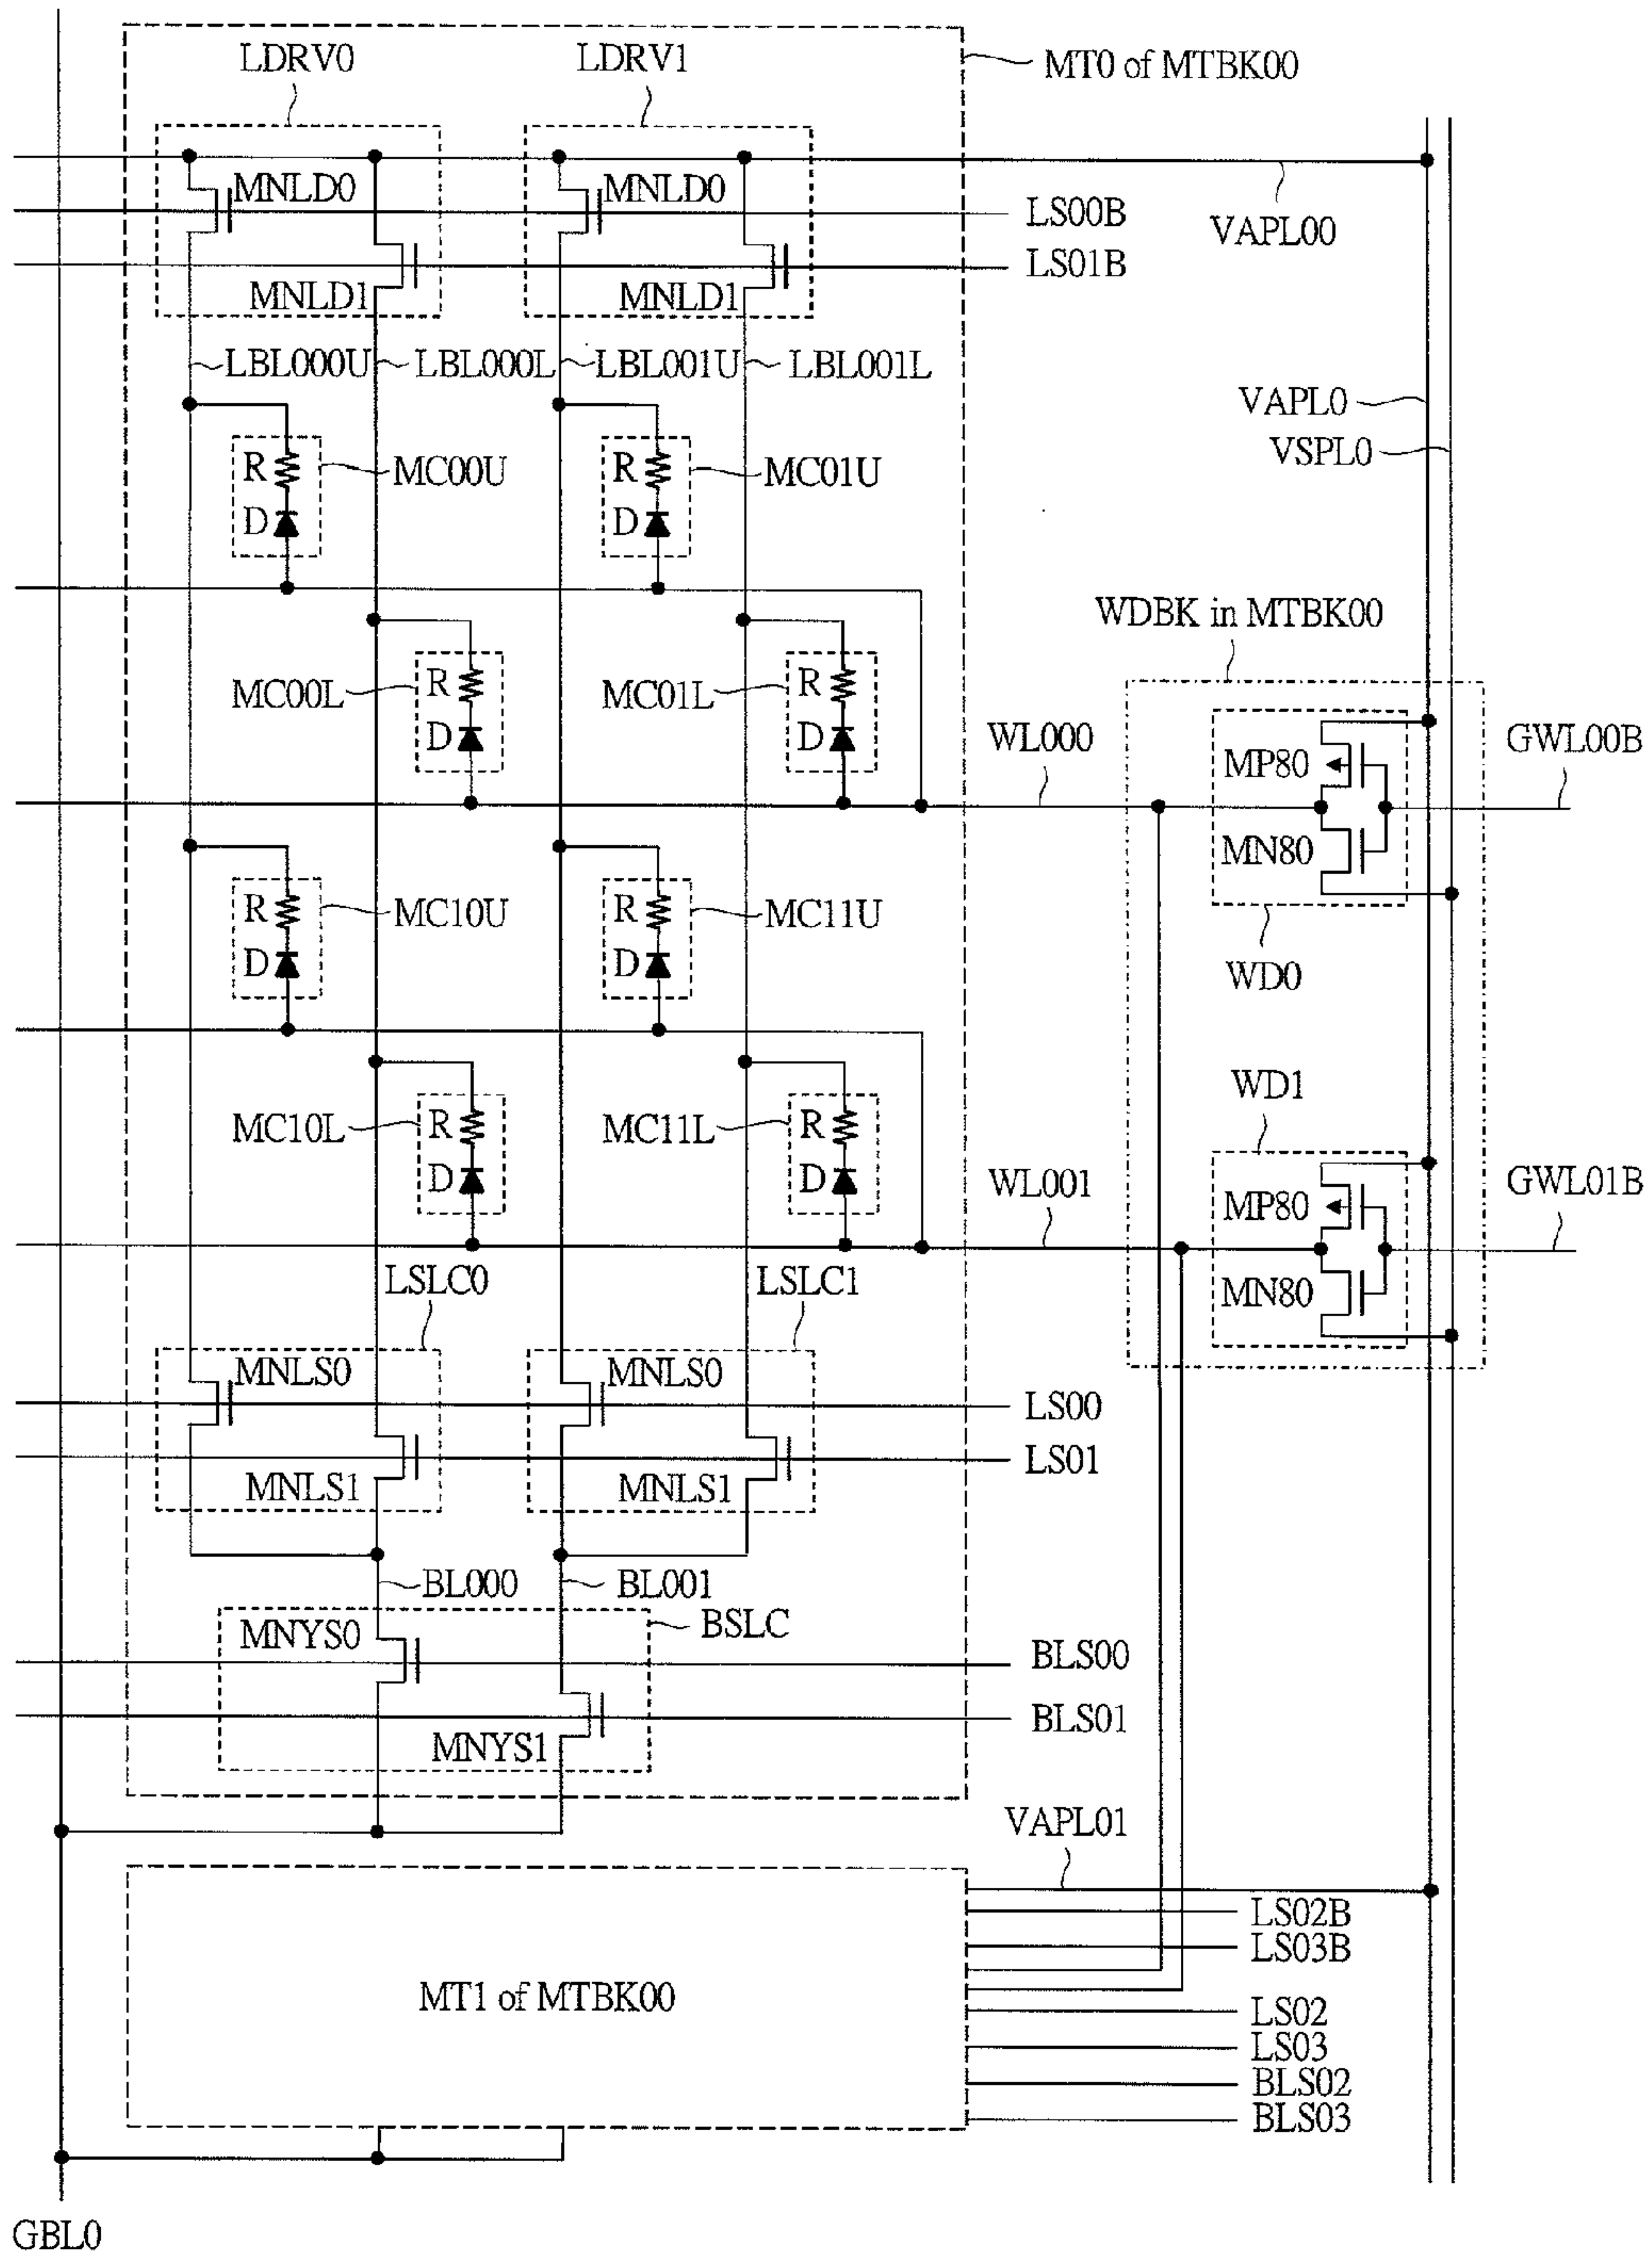 LDRV0
LDRV1
MT0 of MTBK00
MNLD0
MNLD0
LS00B
VAPL00
LS01B
MNLD1
MNLD1
LBL000U
LBL000L
LBL001U
LBL001L
VAPL0
VSPL0
R
D
MC00U
R
D
MC01U
WDBK in MTBK00
MC00L
R
D
MC01L
R
D
WL000
MP80
MN80
GWL00B
WD0
R
D
MC10U
R
D
MC11U
WD1
MC10L
R
D
MC11L
R
D
WL001
MP80
MN80
GWL01B
LSLC0
LSLC1
MNLS0
MNLS0
LS00
LS01
MNLS1
MNLS1
BL000
BL001
BSLC
MNYS0
BLS00
BLS01
MNYS1
VAPL01
LS02B
LS03B
MT1 of MTBK00
LS02
LS03
BLS02
BLS03
GBL0